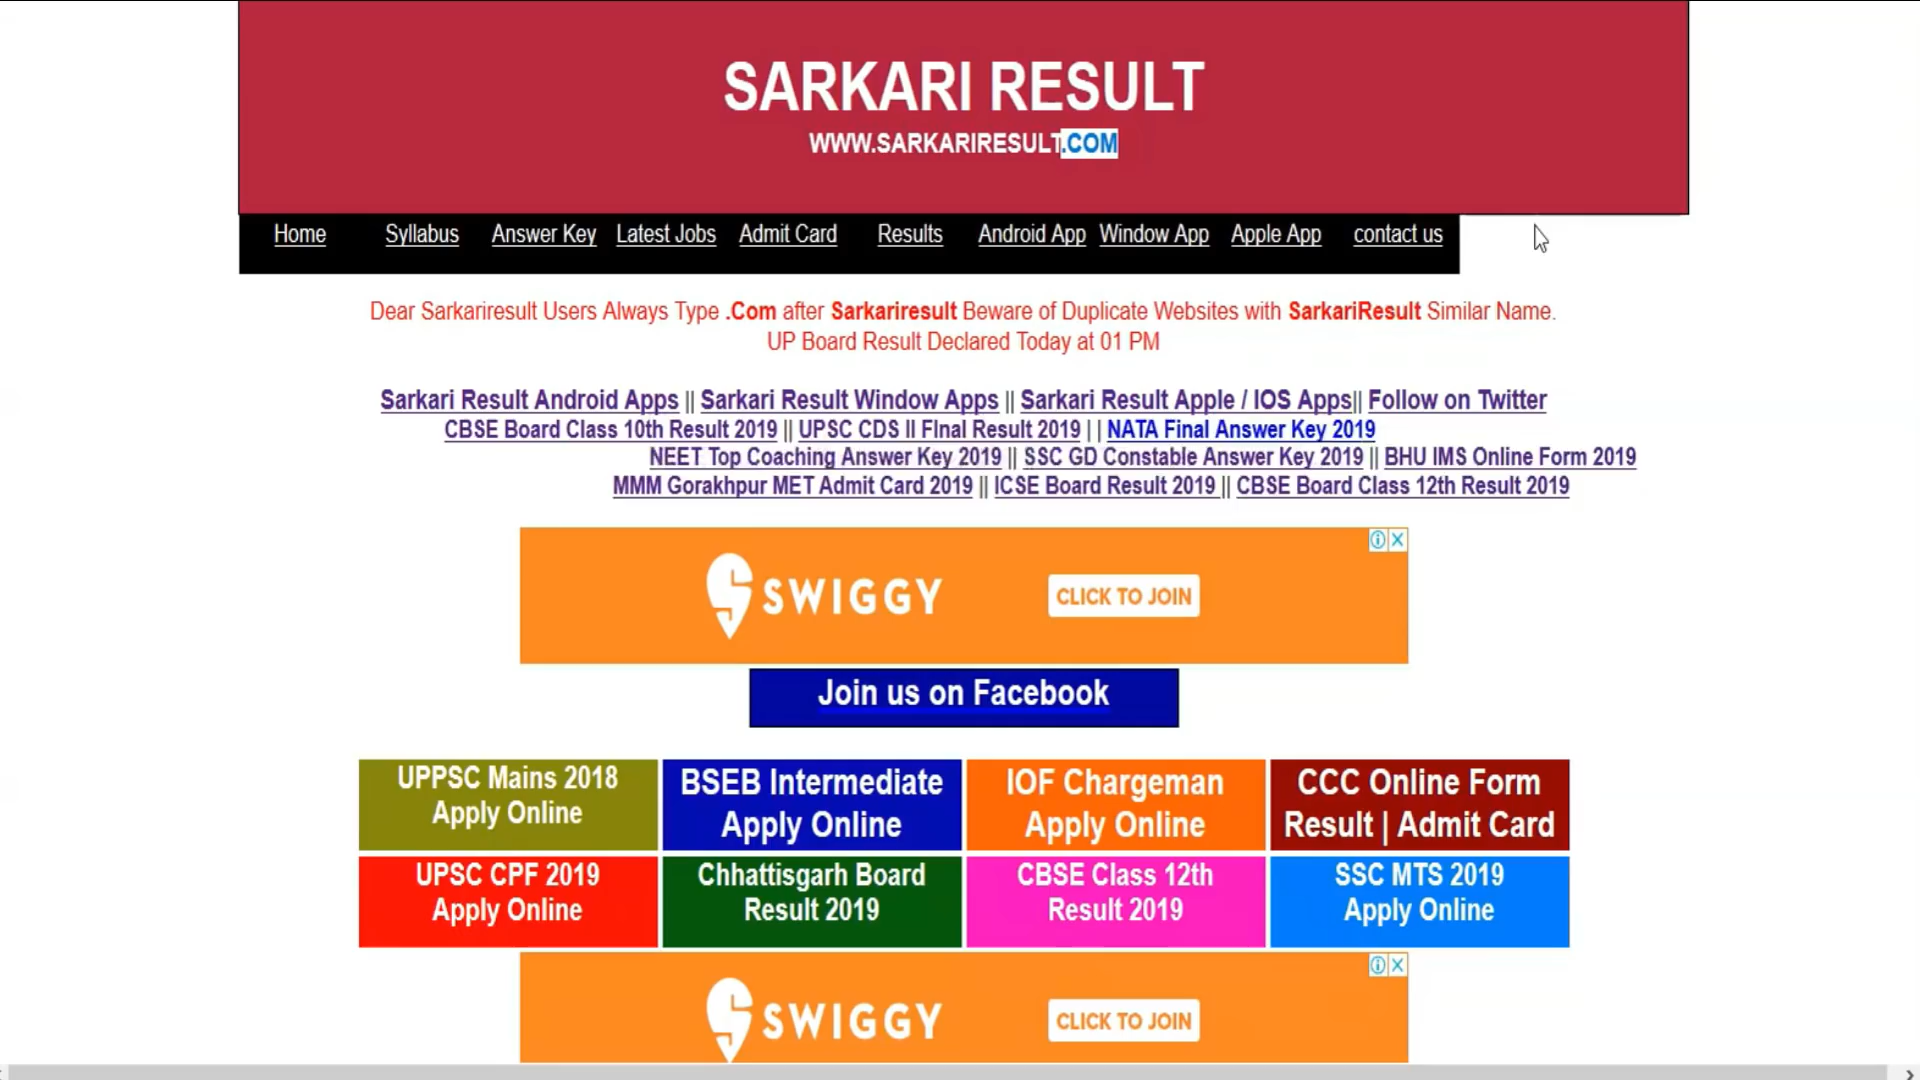 SARKARI RESULT
WWW.SARKARIRESULT.COM
Home Syllabus Answer Key Latest Jobs Admit Card Results Android App Window App Apple App contact us
Dear Sarkariresult Users Always Type .Com after Sarkariresult Beware of Duplicate Websites with SarkariResult Similar Name.
UP Board Result Declared Today at 01 PM
Sarkari Result Android Apps || Sarkari Result Window Apps || Sarkari Result Apple / IOS Apps|| Follow on Twitter
CBSE Board Class 10th Result 2019 || UPSC CDS II FInal Result 2019 | | NATA Final Answer Key 2019
NEET Top Coaching Answer Key 2019 || SSC GD Constable Answer Key 2019 || BHU IMS Online Form 2019
MMM Gorakhpur MET Admit Card 2019 || ICSE Board Result 2019 || CBSE Board Class 12th Result 2019
SWIGGY CLICK TO JOIN
Join us on Facebook
UPPSC Mains 2018
Apply Online
BSEB Intermediate
Apply Online
IOF Chargeman
Apply Online
CCC Online Form
Result | Admit Card
UPSC CPF 2019
Apply Online
Chhattisgarh Board
Result 2019
CBSE Class 12th
Result 2019
SSC MTS 2019
Apply Online
SWIGGY CLICK TO JOIN